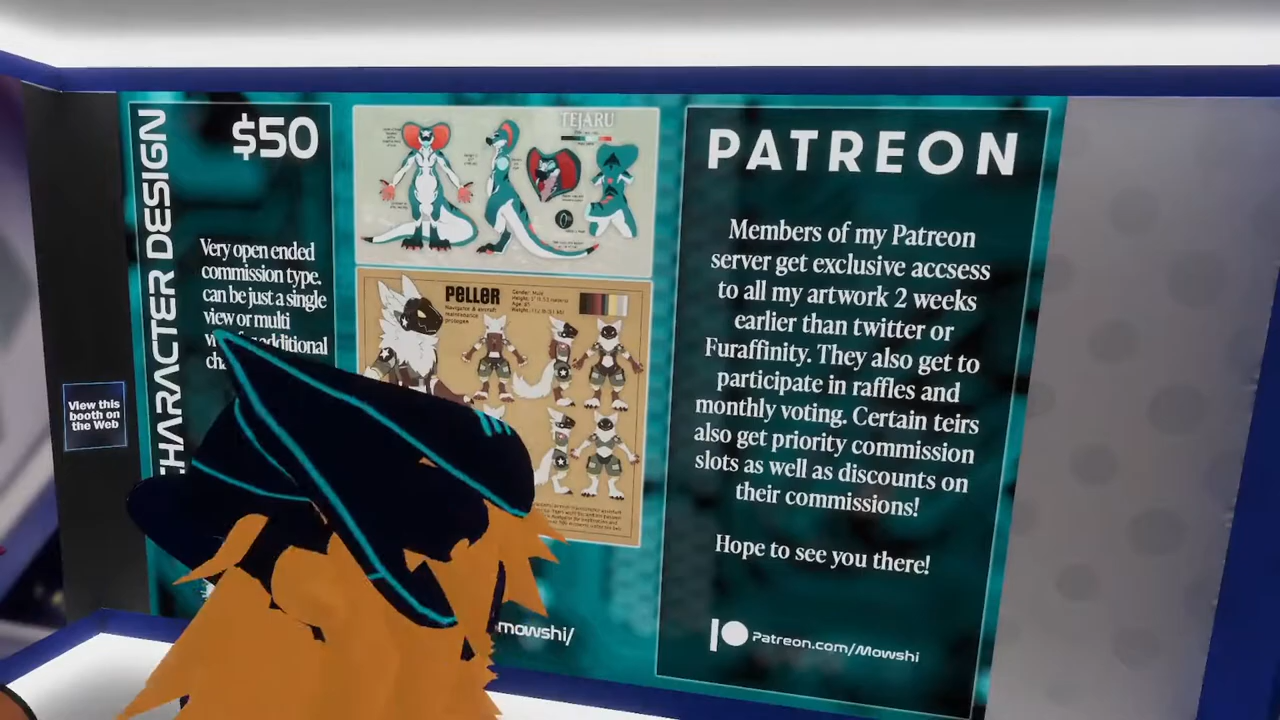 CHARACTER DESIGN
$50
Very open ended
commission type.
can be just a single
view or multi
additional
View this
booth on
the Web
TEJARU
PELLER
mowshi/
PATREON
Members of my Patreon
server get exclusive accsess
to all my artwork 2 weeks
earlier than twitter or
Furaffinity. They also get to
participate in raffles and
monthly voting. Certain teirs
also get priority commission
slots as well as discounts on
their commissions!
Hope to see you there!
Patreon.com/Mowshi